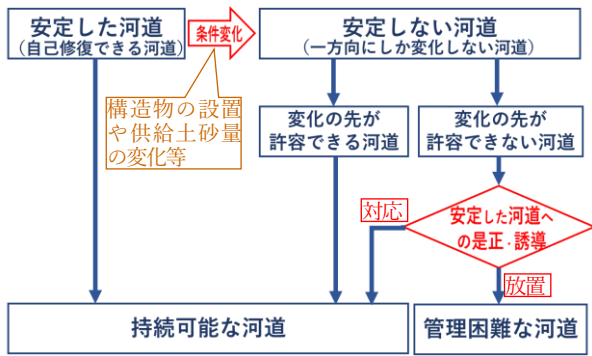 安定した河道
（自己修復できる河道）
条件変化
安定しない河道
（一方向にしか変化しない河道）
構造物の設置
や供給土砂量
の変化等
変化の先が
許容できる河道
変化の先が
許容できない河道
対応
安定した河道へ
の是正・誘導
放置
持続可能な河道
管理困難な河道